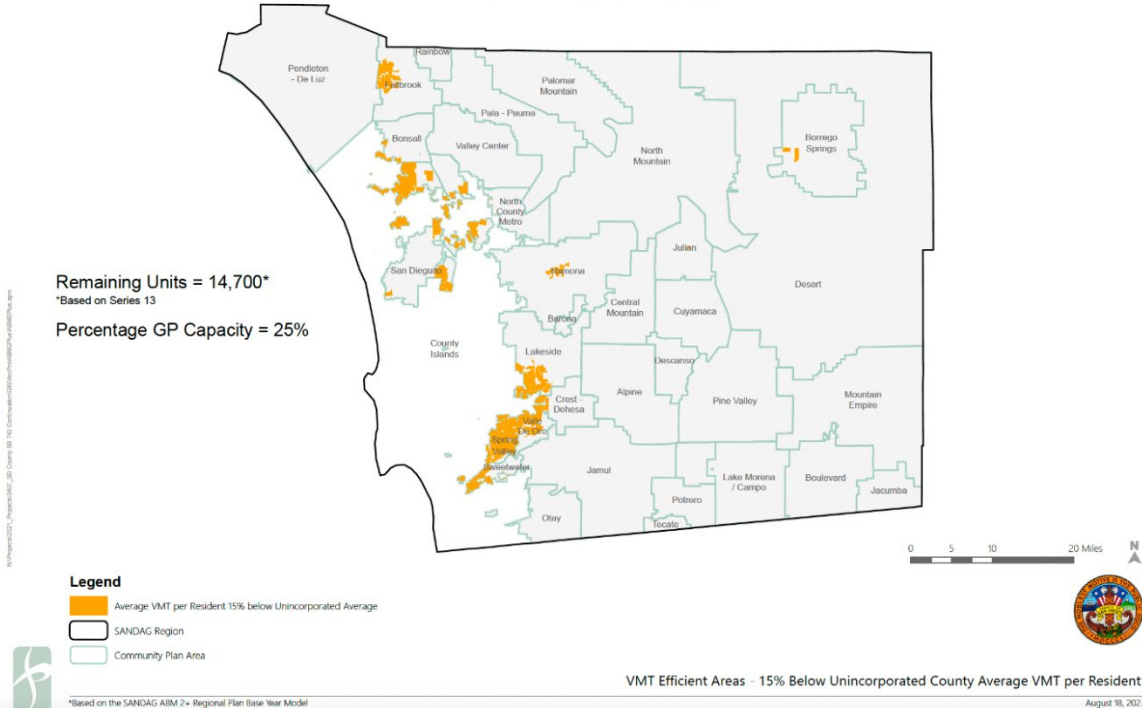 Rainbow
Pendleton
- De Luz
Fallbrook
Palomar
Mountain
Pala - Pauma
Bonsall
Valley Center
North
Mountain
Borrego
Springs
North
County
Metro
Julian
San Dieguito
Ramona
Desert
Remaining Units = 14,700*
*Based on Series 13
Percentage GP Capacity = 25%
Central
Mountain
Cuyamaca
Barona
County
Islands
Lakeside
Descanso
Alpine
Crest -
Dehesa
Pine Valley
Mountain
Empire
Valle
De Oro
Spring
Valley
Sweetwater
Jamul
Lake Morena
/ Campo
Boulevard
Jacumba
Potrero
Otay
Tecate
0 5 10 20 Miles
N
Legend
Average VMT per Resident 15% below Unincorporated Average
SANDAG Region
Community Plan Area
VMT Efficient Areas - 15% Below Unincorporated County Average VMT per Resident
*Based on the SANDAG ABM 2+ Regional Plan Base Year Model